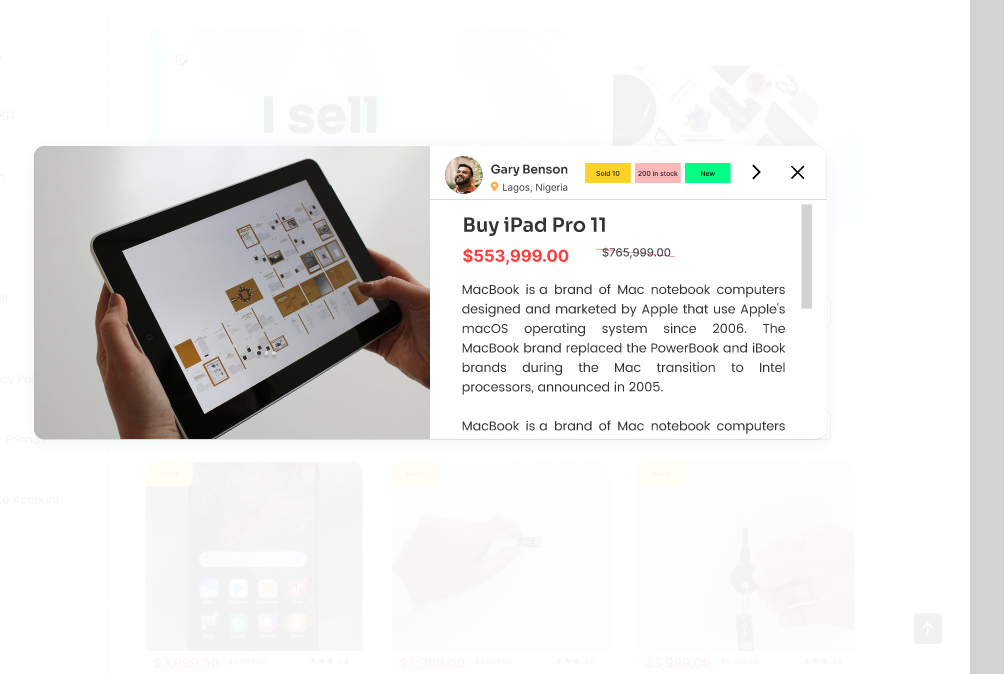 I sell
Gary Benson
Lagos, Nigeria
Sold 10
200 in stock
New
Buy iPad Pro 11
$553,999.00
$765,999.00
MacBook is a brand of Mac notebook computers
designed and marketed by Apple that use Apple's
macOS operating system since 2006. The
MacBook brand replaced the PowerBook and iBook
brands during the Mac transition to Intel
processors, announced in 2005.
MacBook is a brand of Mac notebook computers
Account
$3,999.00
$3,999.00
$3,999.00